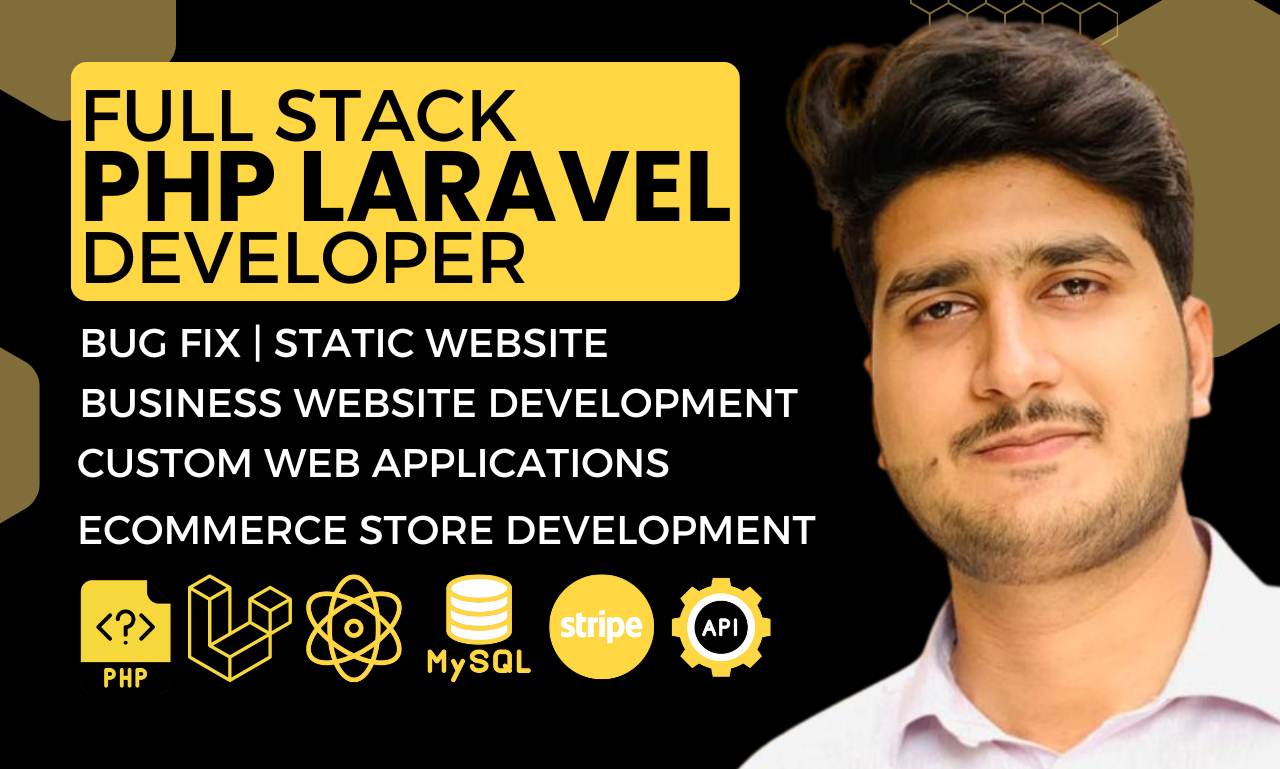 FULL STACK
PHP LARAVEL
DEVELOPER
BUG FIX | STATIC WEBSITE
BUSINESS WEBSITE DEVELOPMENT
CUSTOM WEB APPLICATIONS
ECOMMERCE STORE DEVELOPMENT
<?>
PHP
MySQL
stripe
API